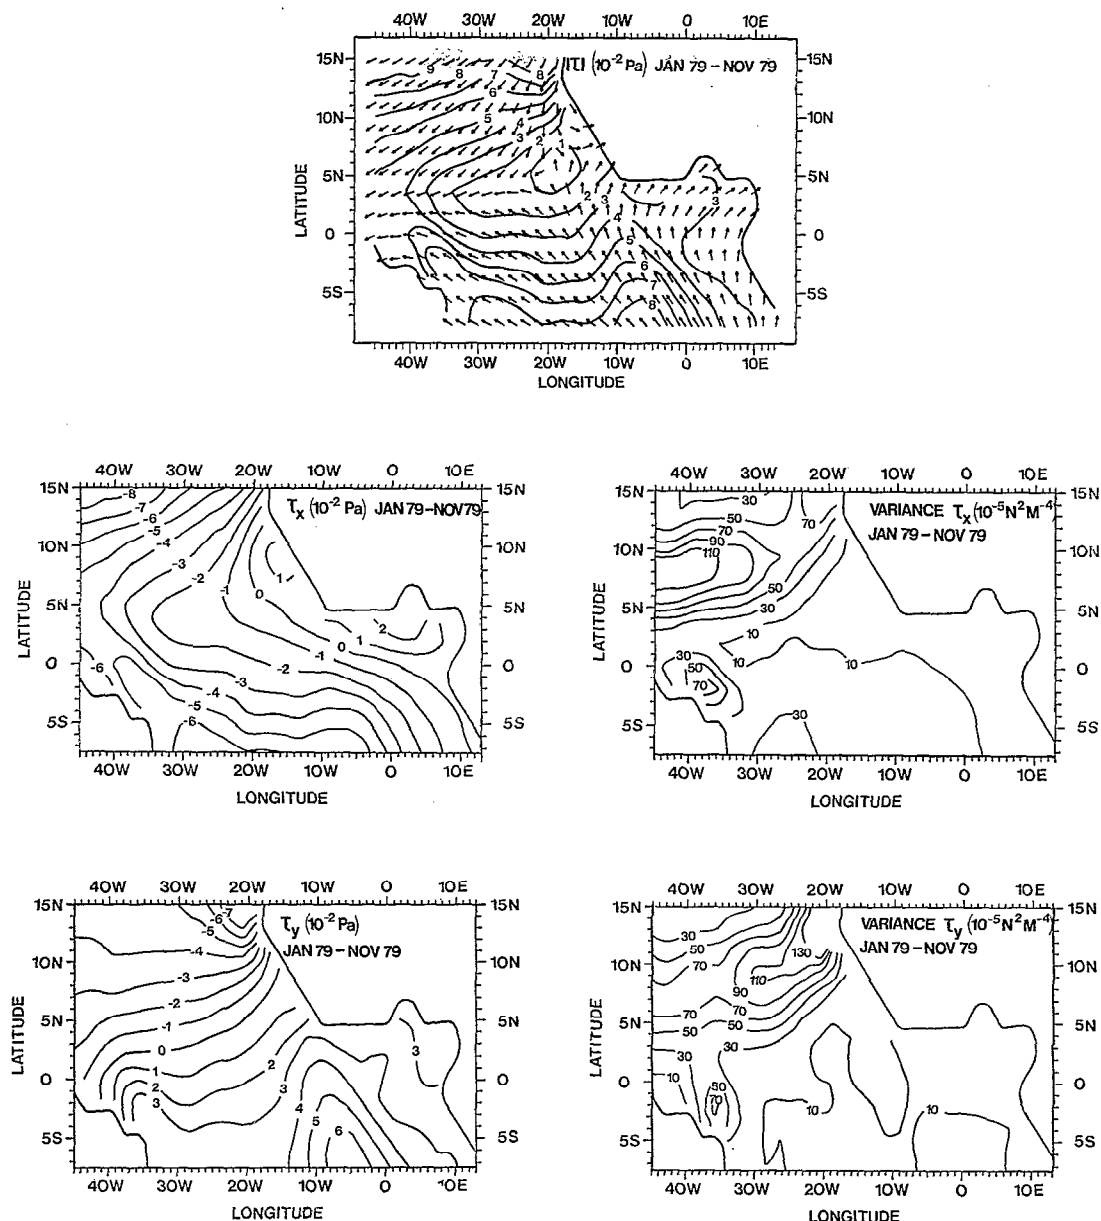 40W 30W 20W 10W 0 10E
|τ| (10⁻² Pa) JAN 79 – NOV 79
15N 15N
9 8 7 8
6
10N 5 10N
4
3 2 1
5N 5N
2 3 3
4
0 5 0
6
5S 7 5S
8
LATITUDE
40W 30W 20W 10W 0 10E
LONGITUDE
40W 30W 20W 10W 0 10E
τx (10⁻² Pa) JAN 79 – NOV 79
15N 15N
-8
-7
-6
-5
-4
10N 10N
-3 1
-2 -1 0
5N 5N
2
1
0
-1
0 -6 -2 0
-3
-4
-5
5S -6 5S
LATITUDE
40W 30W 20W 10W 0 10E
LONGITUDE
40W 30W 20W 10W 0 10E
VARIANCE τx (10⁻⁵N²M⁻⁴)
JAN 79 – NOV 79
15N 15N
30
50 70
70
90
10N 110 10N
50
30
5N 5N
10
30 10 10
0 50 0
70
5S 30 5S
LATITUDE
40W 30W 20W 10W 0 10E
LONGITUDE
40W 30W 20W 10W 0 10E
τy (10⁻² Pa)
JAN 79 – NOV 79
15N 15N
-7
-6
-5
-4
10N 10N
-3
-2
5N -1 5N
0 3
1 2
0 2 3 0
3 4
5
5S 6 5S
LATITUDE
40W 30W 20W 10W 0 10E
LONGITUDE
40W 30W 20W 10W 0 10E
VARIANCE τy (10⁻⁵N²M⁻⁴)
JAN 79 – NOV 79
15N 15N
30
50 130
10N 70 110 10N
90
70 70
5N 50 50 5N
30 30
10 50
0 70 0
10 10
5S 5S
LATITUDE
40W 30W 20W 10W 0 10E
LONGITUDE